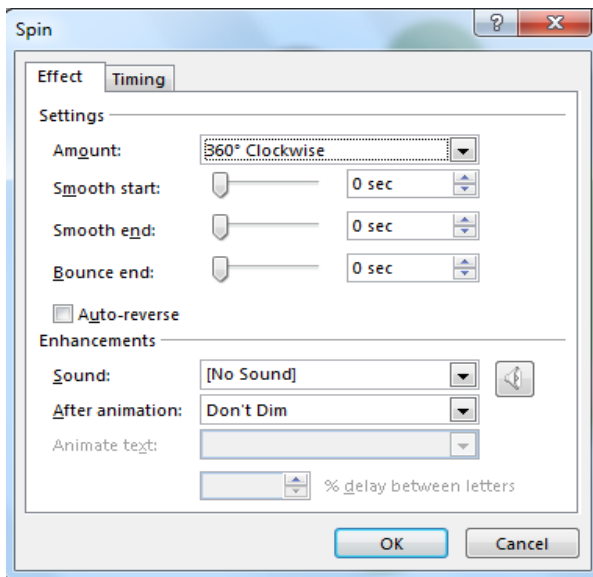 Spin
?
Effect Timing
Settings
Amount: 360° Clockwise
Smooth start: 0 sec
Smooth end: 0 sec
Bounce end: 0 sec
Auto-reverse
Enhancements
Sound: [No Sound]
After animation: Don't Dim
Animate text:
% delay between letters
OK Cancel